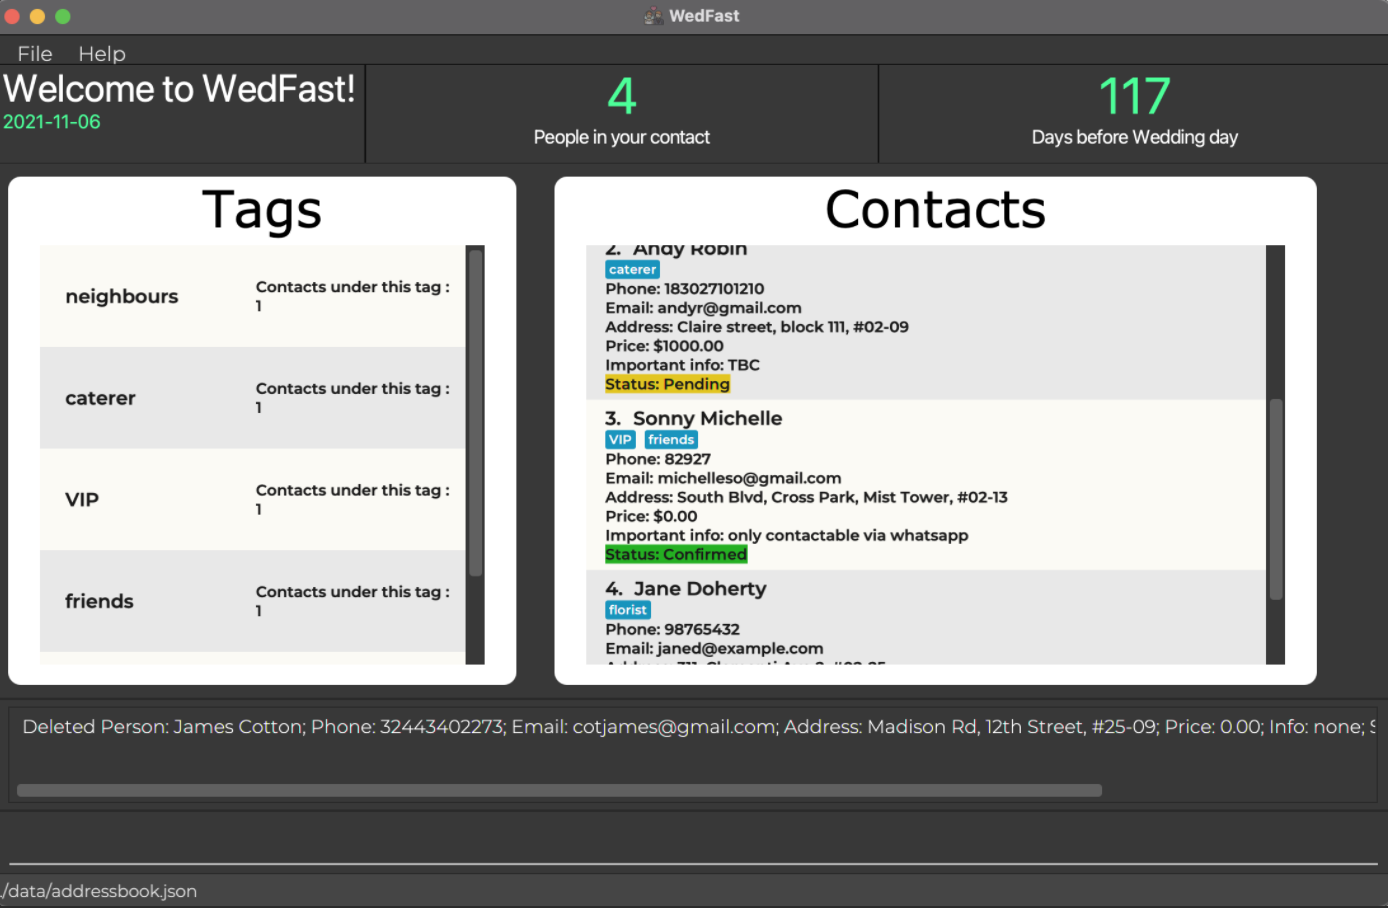 WedFast
File Help
Welcome to WedFast!
2021-11-06
4
People in your contact
117
Days before Wedding day
Tags
neighbours
Contacts under this tag :
1
caterer
Contacts under this tag :
1
VIP
Contacts under this tag :
1
friends
Contacts under this tag :
1
Contacts
2. Andy Robin
caterer
Phone: 183027101210
Email: andyr@gmail.com
Address: Claire street, block 111, #02-09
Price: $1000.00
Important info: TBC
Status: Pending
3. Sonny Michelle
VIP friends
Phone: 82927
Email: michelleso@gmail.com
Address: South Blvd, Cross Park, Mist Tower, #02-13
Price: $0.00
Important info: only contactable via whatsapp
Status: Confirmed
4. Jane Doherty
florist
Phone: 98765432
Email: janed@example.com
Deleted Person: James Cotton; Phone: 32443402273; Email: cotjames@gmail.com; Address: Madison Rd, 12th Street, #25-09; Price: 0.00; Info: none;
./data/addressbook.json